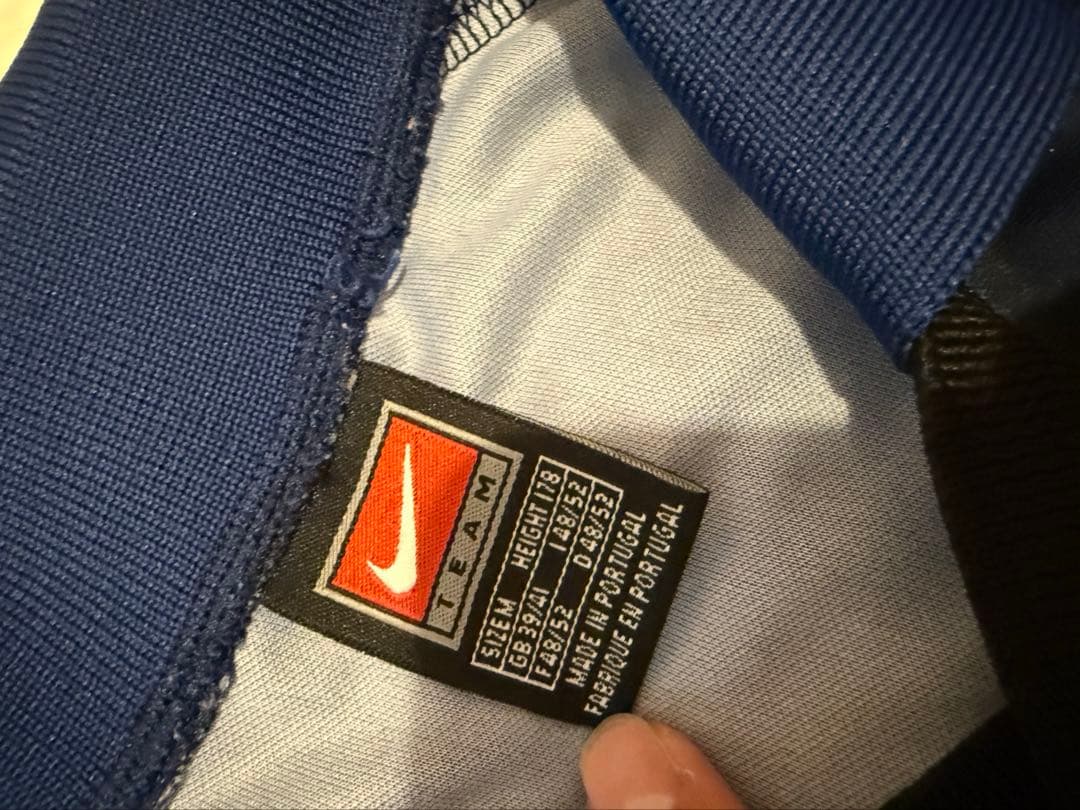 TEAM
SIZE M HEIGHT 178
GB 39/41 I 48/52
F 48/52 D 48/52
MADE IN PORTUGAL
FABRIQUE EN PORTUGAL